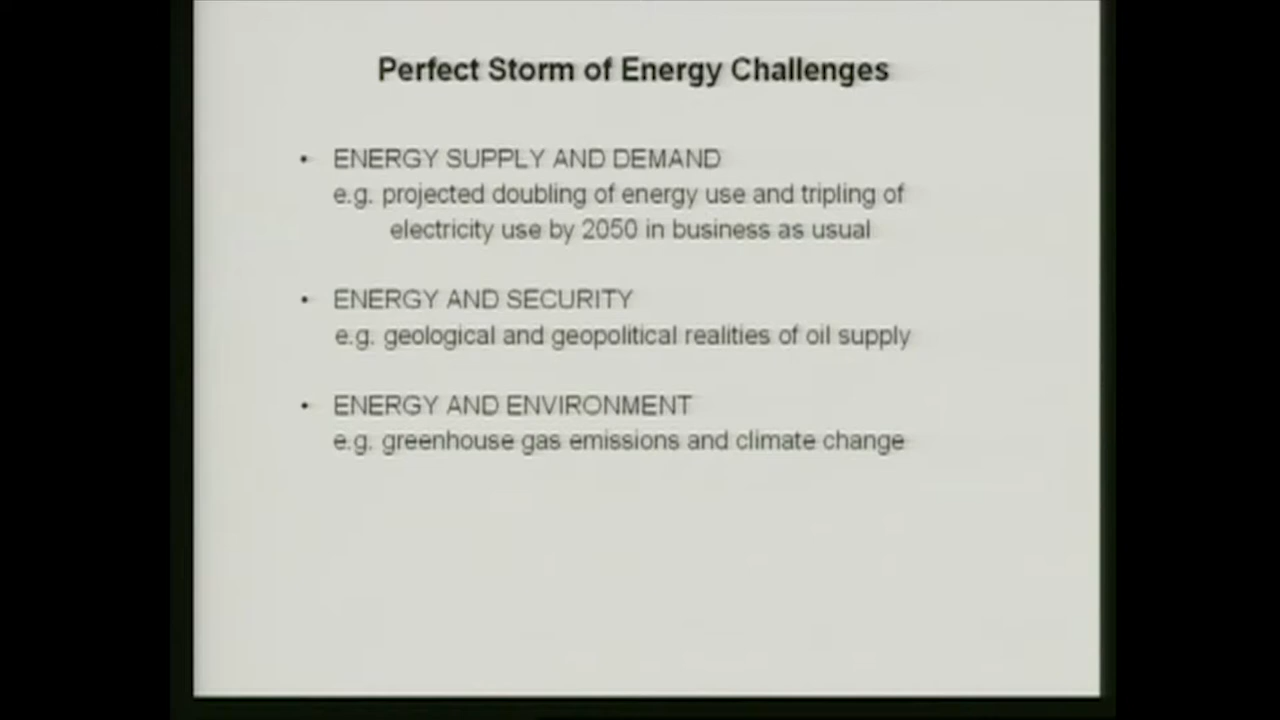 Perfect Storm of Energy Challenges
• ENERGY SUPPLY AND DEMAND
e.g. projected doubling of energy use and tripling of
electricity use by 2050 in business as usual
• ENERGY AND SECURITY
e.g. geological and geopolitical realities of oil supply
• ENERGY AND ENVIRONMENT
e.g. greenhouse gas emissions and climate change